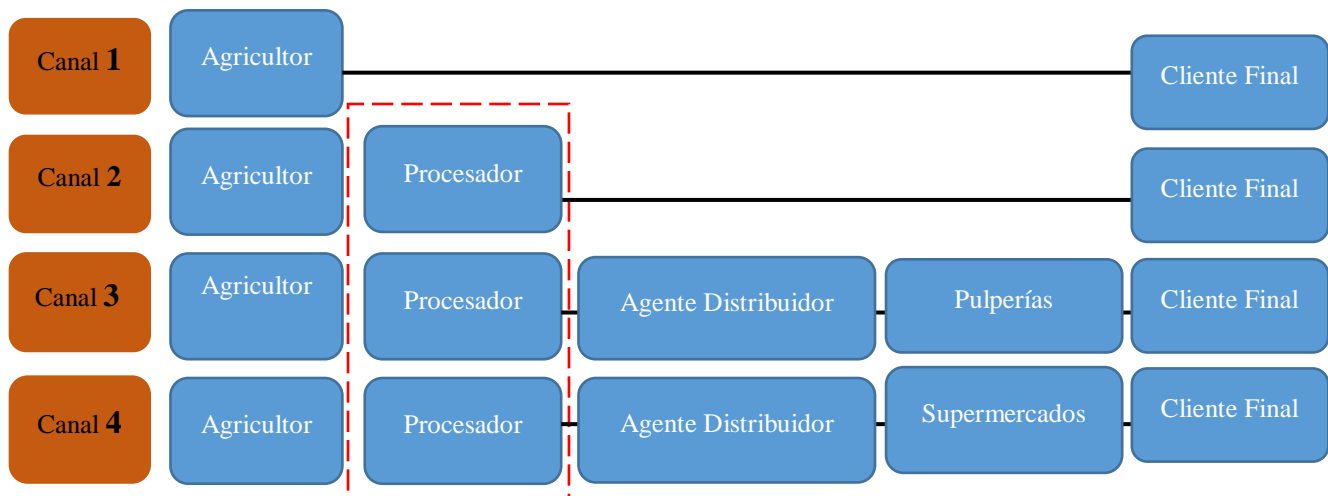 Canal 1
Agricultor
Cliente Final
Canal 2
Agricultor
Procesador
Cliente Final
Canal 3
Agricultor
Procesador
Agente Distribuidor
Pulperías
Cliente Final
Canal 4
Agricultor
Procesador
Agente Distribuidor
Supermercados
Cliente Final